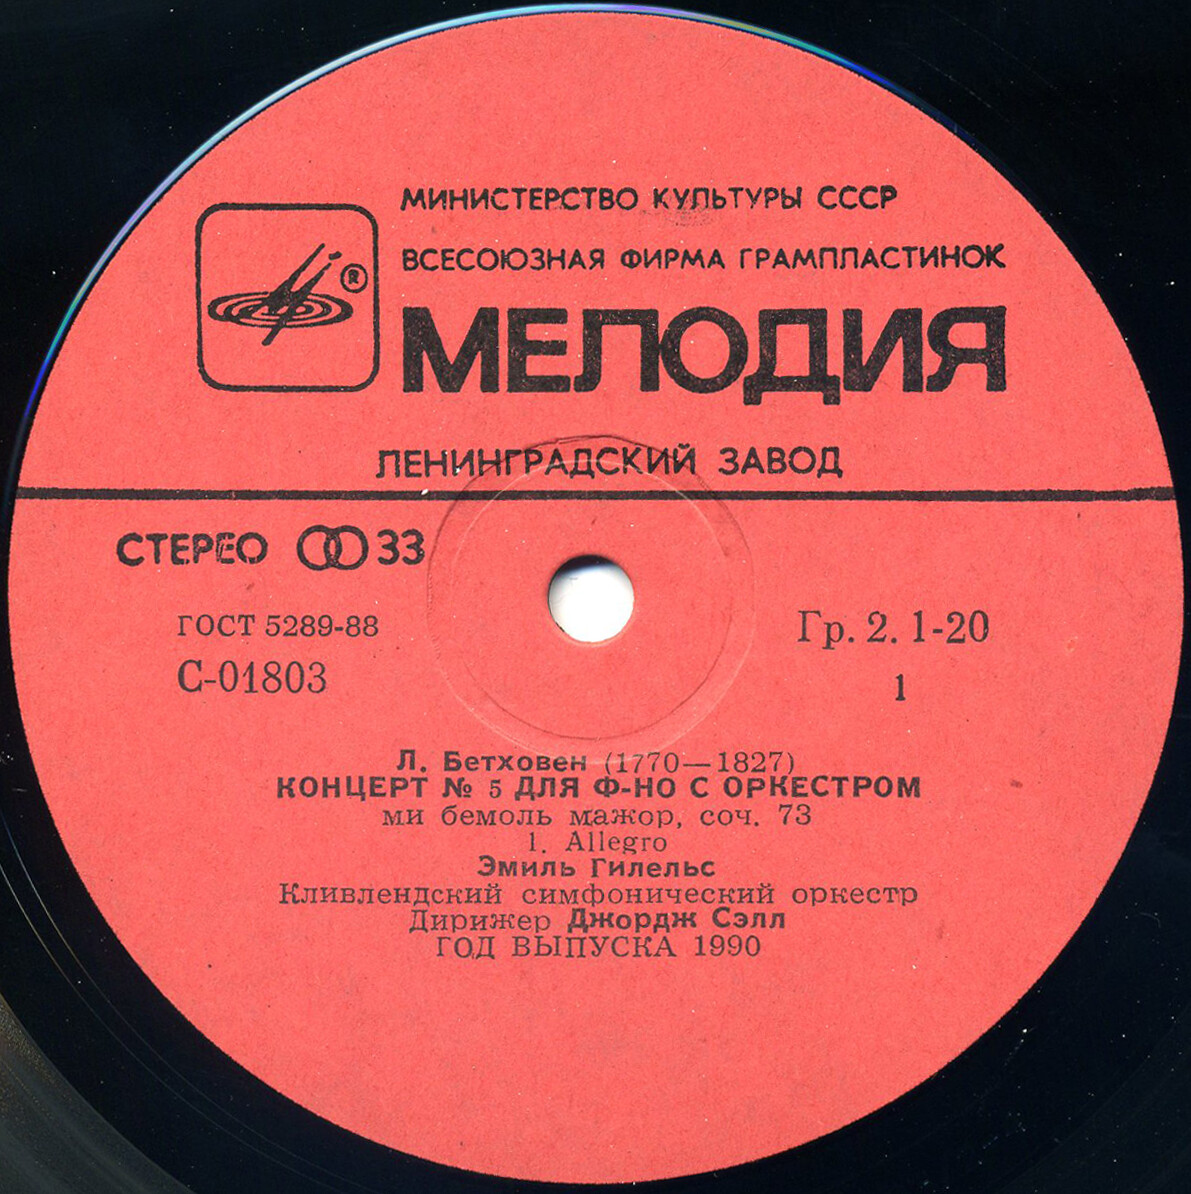 МИНИСТЕРСТВО КУЛЬТУРЫ СССР
ВСЕСОЮЗНАЯ ФИРМА ГРАМПЛАСТИНОК
®
МЕЛОДИЯ
ЛЕНИНГРАДСКИЙ ЗАВОД
СТЕРЕО 33
ГОСТ 5289-88
С-01803
Гр. 2. 1-20
1
Л. Бетховен (1770—1827)
КОНЦЕРТ № 5 ДЛЯ Ф-НО С ОРКЕСТРОМ
ми бемоль мажор, соч. 73
1. Allegro
Эмиль Гилельс
Кливлендский симфонический оркестр
Дирижер Джордж Сэлл
ГОД ВЫПУСКА 1990